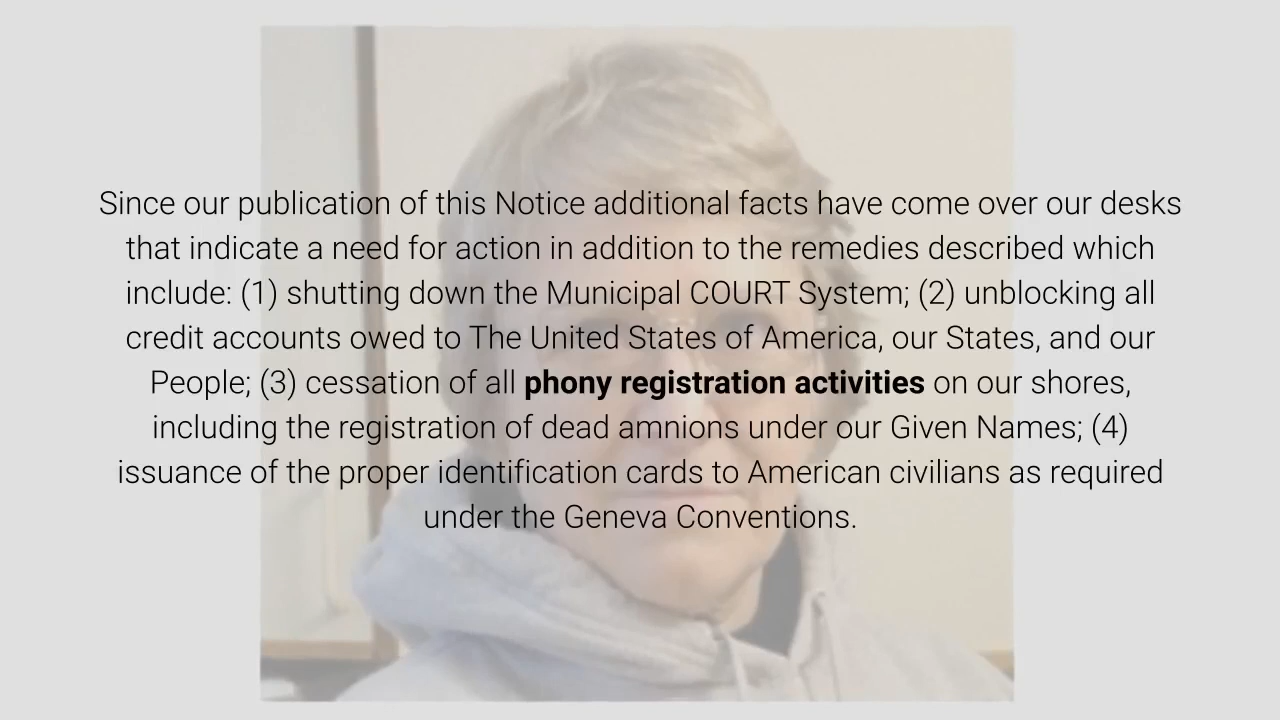 Since our publication of this Notice additional facts have come over our desks
that indicate a need for action in addition to the remedies described which
include: (1) shutting down the Municipal COURT System; (2) unblocking all
credit accounts owed to The United States of America, our States, and our
People; (3) cessation of all phony registration activities on our shores,
including the registration of dead amnions under our Given Names; (4)
issuance of the proper identification cards to American civilians as required
under the Geneva Conventions.